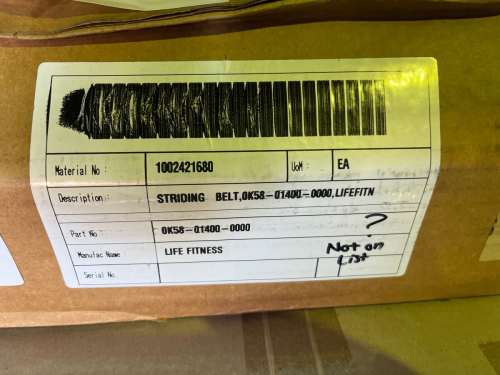 Material No : 1002421680 UoM : EA
Description : STRIDING BELT,0K58-01400-0000,LIFEFITN
Part No : 0K58-01400-0000 ?
Manufac Name LIFE FITNESS Not on
Serial No. List